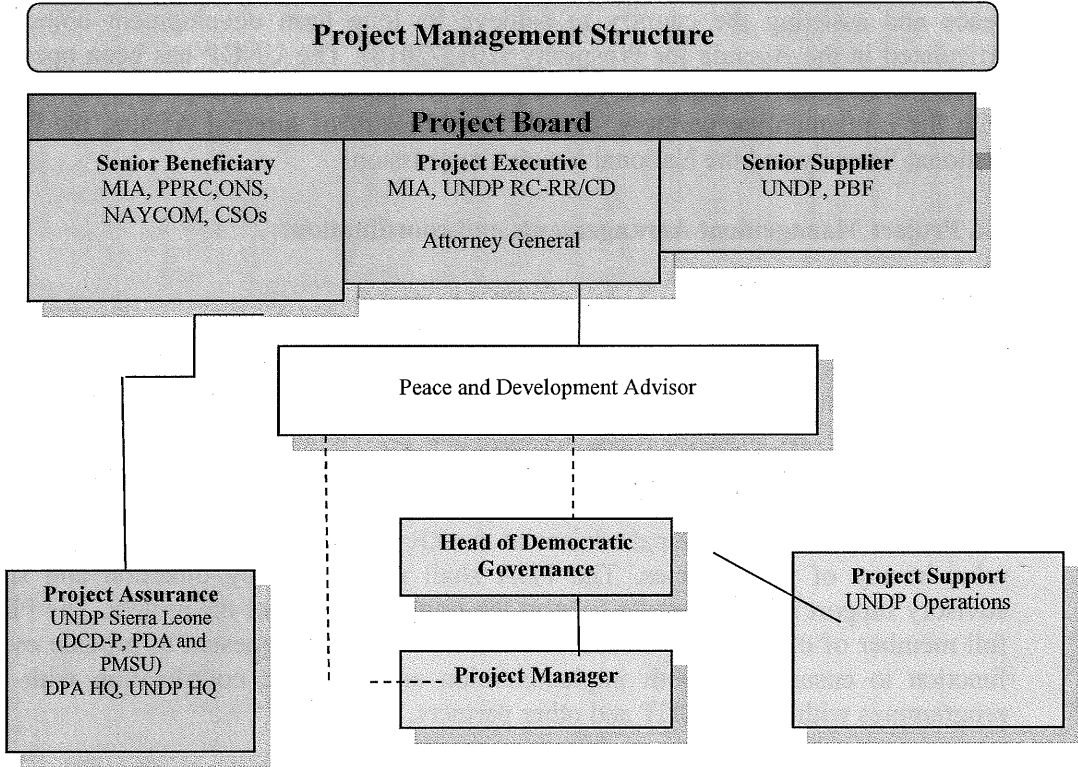 Project Management Structure
Project Board
Senior Beneficiary
MIA, PPRC,ONS,
NAYCOM, CSOs
Project Executive
MIA, UNDP RC-RR/CD
Attorney General
Senior Supplier
UNDP, PBF
Peace and Development Advisor
Head of Democratic
Governance
Project Manager
Project Assurance
UNDP Sierra Leone
(DCD-P, PDA and
PMSU)
DPA HQ, UNDP HQ
Project Support
UNDP Operations